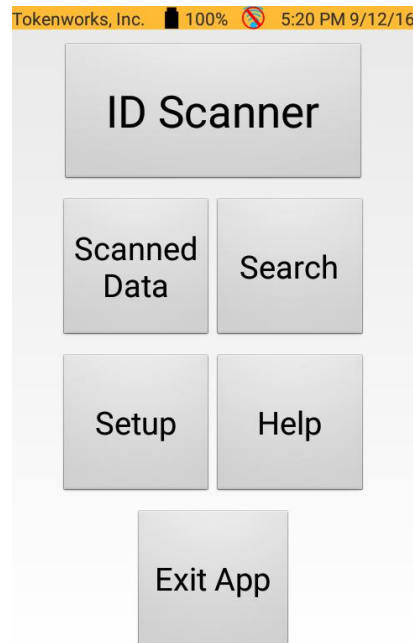 Tokenworks, Inc. 100% 5:20 PM 9/12/16
ID Scanner
Scanned
Data
Search
Setup
Help
Exit App